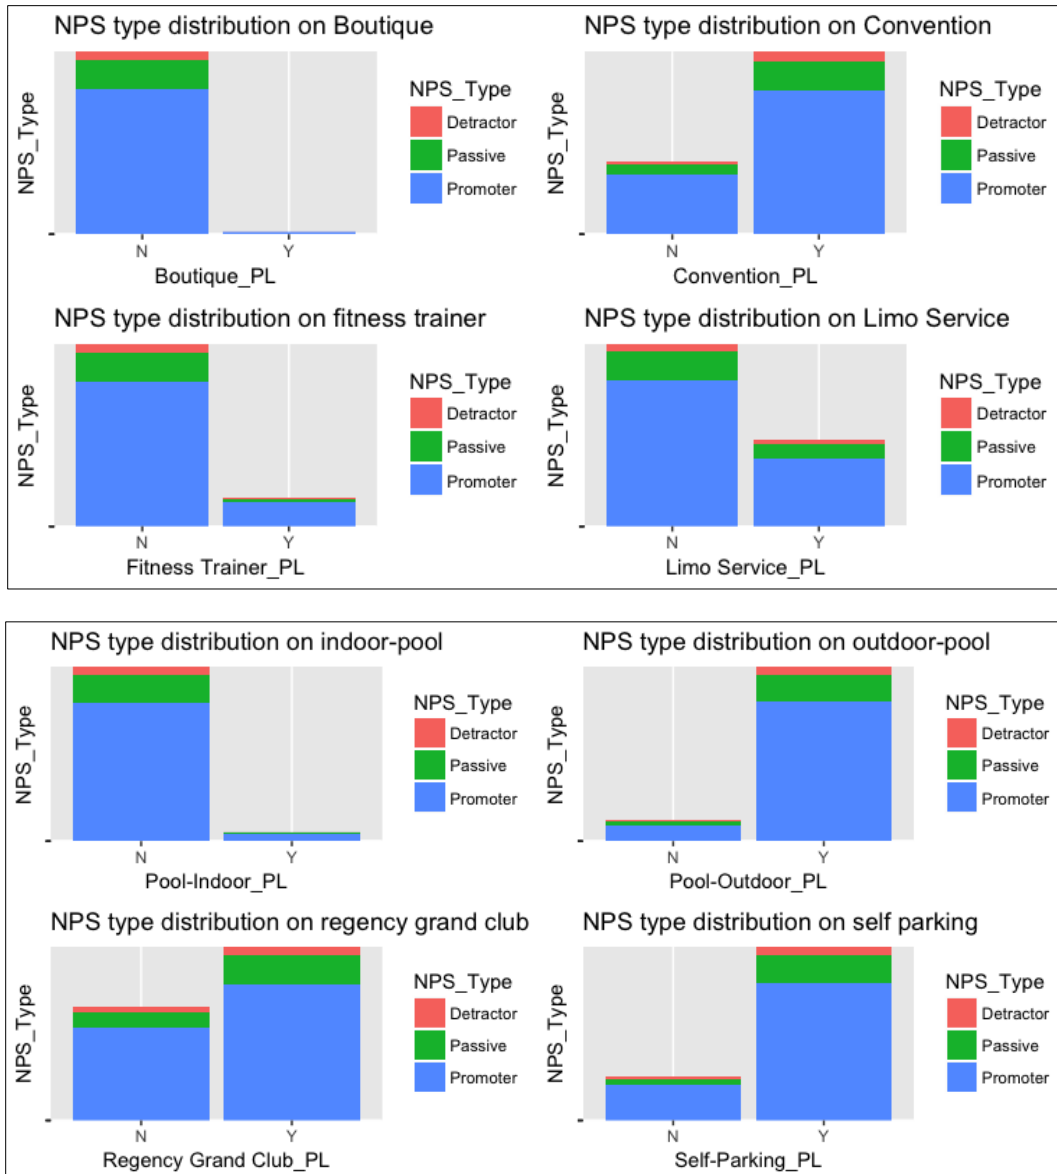 NPS type distribution on Boutique
NPS_Type
NPS_Type
Detractor
Passive
Promoter
N
Y
Boutique_PL
NPS type distribution on Convention
NPS_Type
NPS_Type
Detractor
Passive
Promoter
N
Y
Convention_PL
NPS type distribution on fitness trainer
NPS_Type
NPS_Type
Detractor
Passive
Promoter
N
Y
Fitness Trainer_PL
NPS type distribution on Limo Service
NPS_Type
NPS_Type
Detractor
Passive
Promoter
N
Y
Limo Service_PL
NPS type distribution on indoor-pool
NPS_Type
NPS_Type
Detractor
Passive
Promoter
N
Y
Pool-Indoor_PL
NPS type distribution on outdoor-pool
NPS_Type
NPS_Type
Detractor
Passive
Promoter
N
Y
Pool-Outdoor_PL
NPS type distribution on regency grand club
NPS_Type
NPS_Type
Detractor
Passive
Promoter
N
Y
Regency Grand Club_PL
NPS type distribution on self parking
NPS_Type
NPS_Type
Detractor
Passive
Promoter
N
Y
Self-Parking_PL